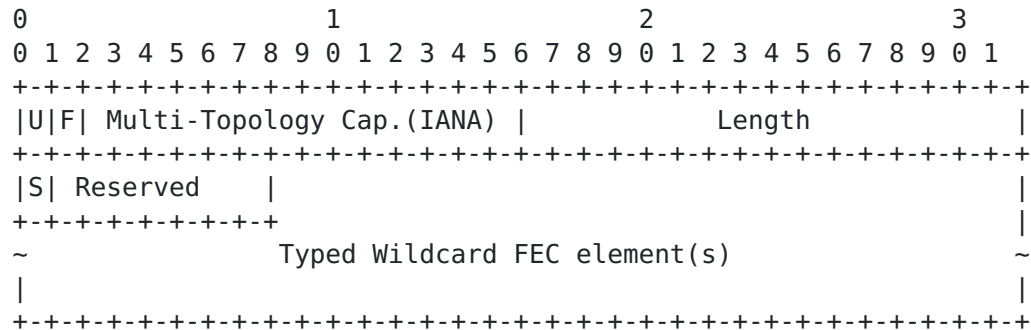 0                   1                   2                   3
0 1 2 3 4 5 6 7 8 9 0 1 2 3 4 5 6 7 8 9 0 1 2 3 4 5 6 7 8 9 0 1
+-+-+-+-+-+-+-+-+-+-+-+-+-+-+-+-+-+-+-+-+-+-+-+-+-+-+-+-+-+-+-+-+
|U|F| Multi-Topology Cap.(IANA) |            Length             |
+-+-+-+-+-+-+-+-+-+-+-+-+-+-+-+-+-+-+-+-+-+-+-+-+-+-+-+-+-+-+-+-+
|S| Reserved    |                                               |
+-+-+-+-+-+-+-+-+                                               |
~                Typed Wildcard FEC element(s)                  ~
|                                                               |
+-+-+-+-+-+-+-+-+-+-+-+-+-+-+-+-+-+-+-+-+-+-+-+-+-+-+-+-+-+-+-+-+